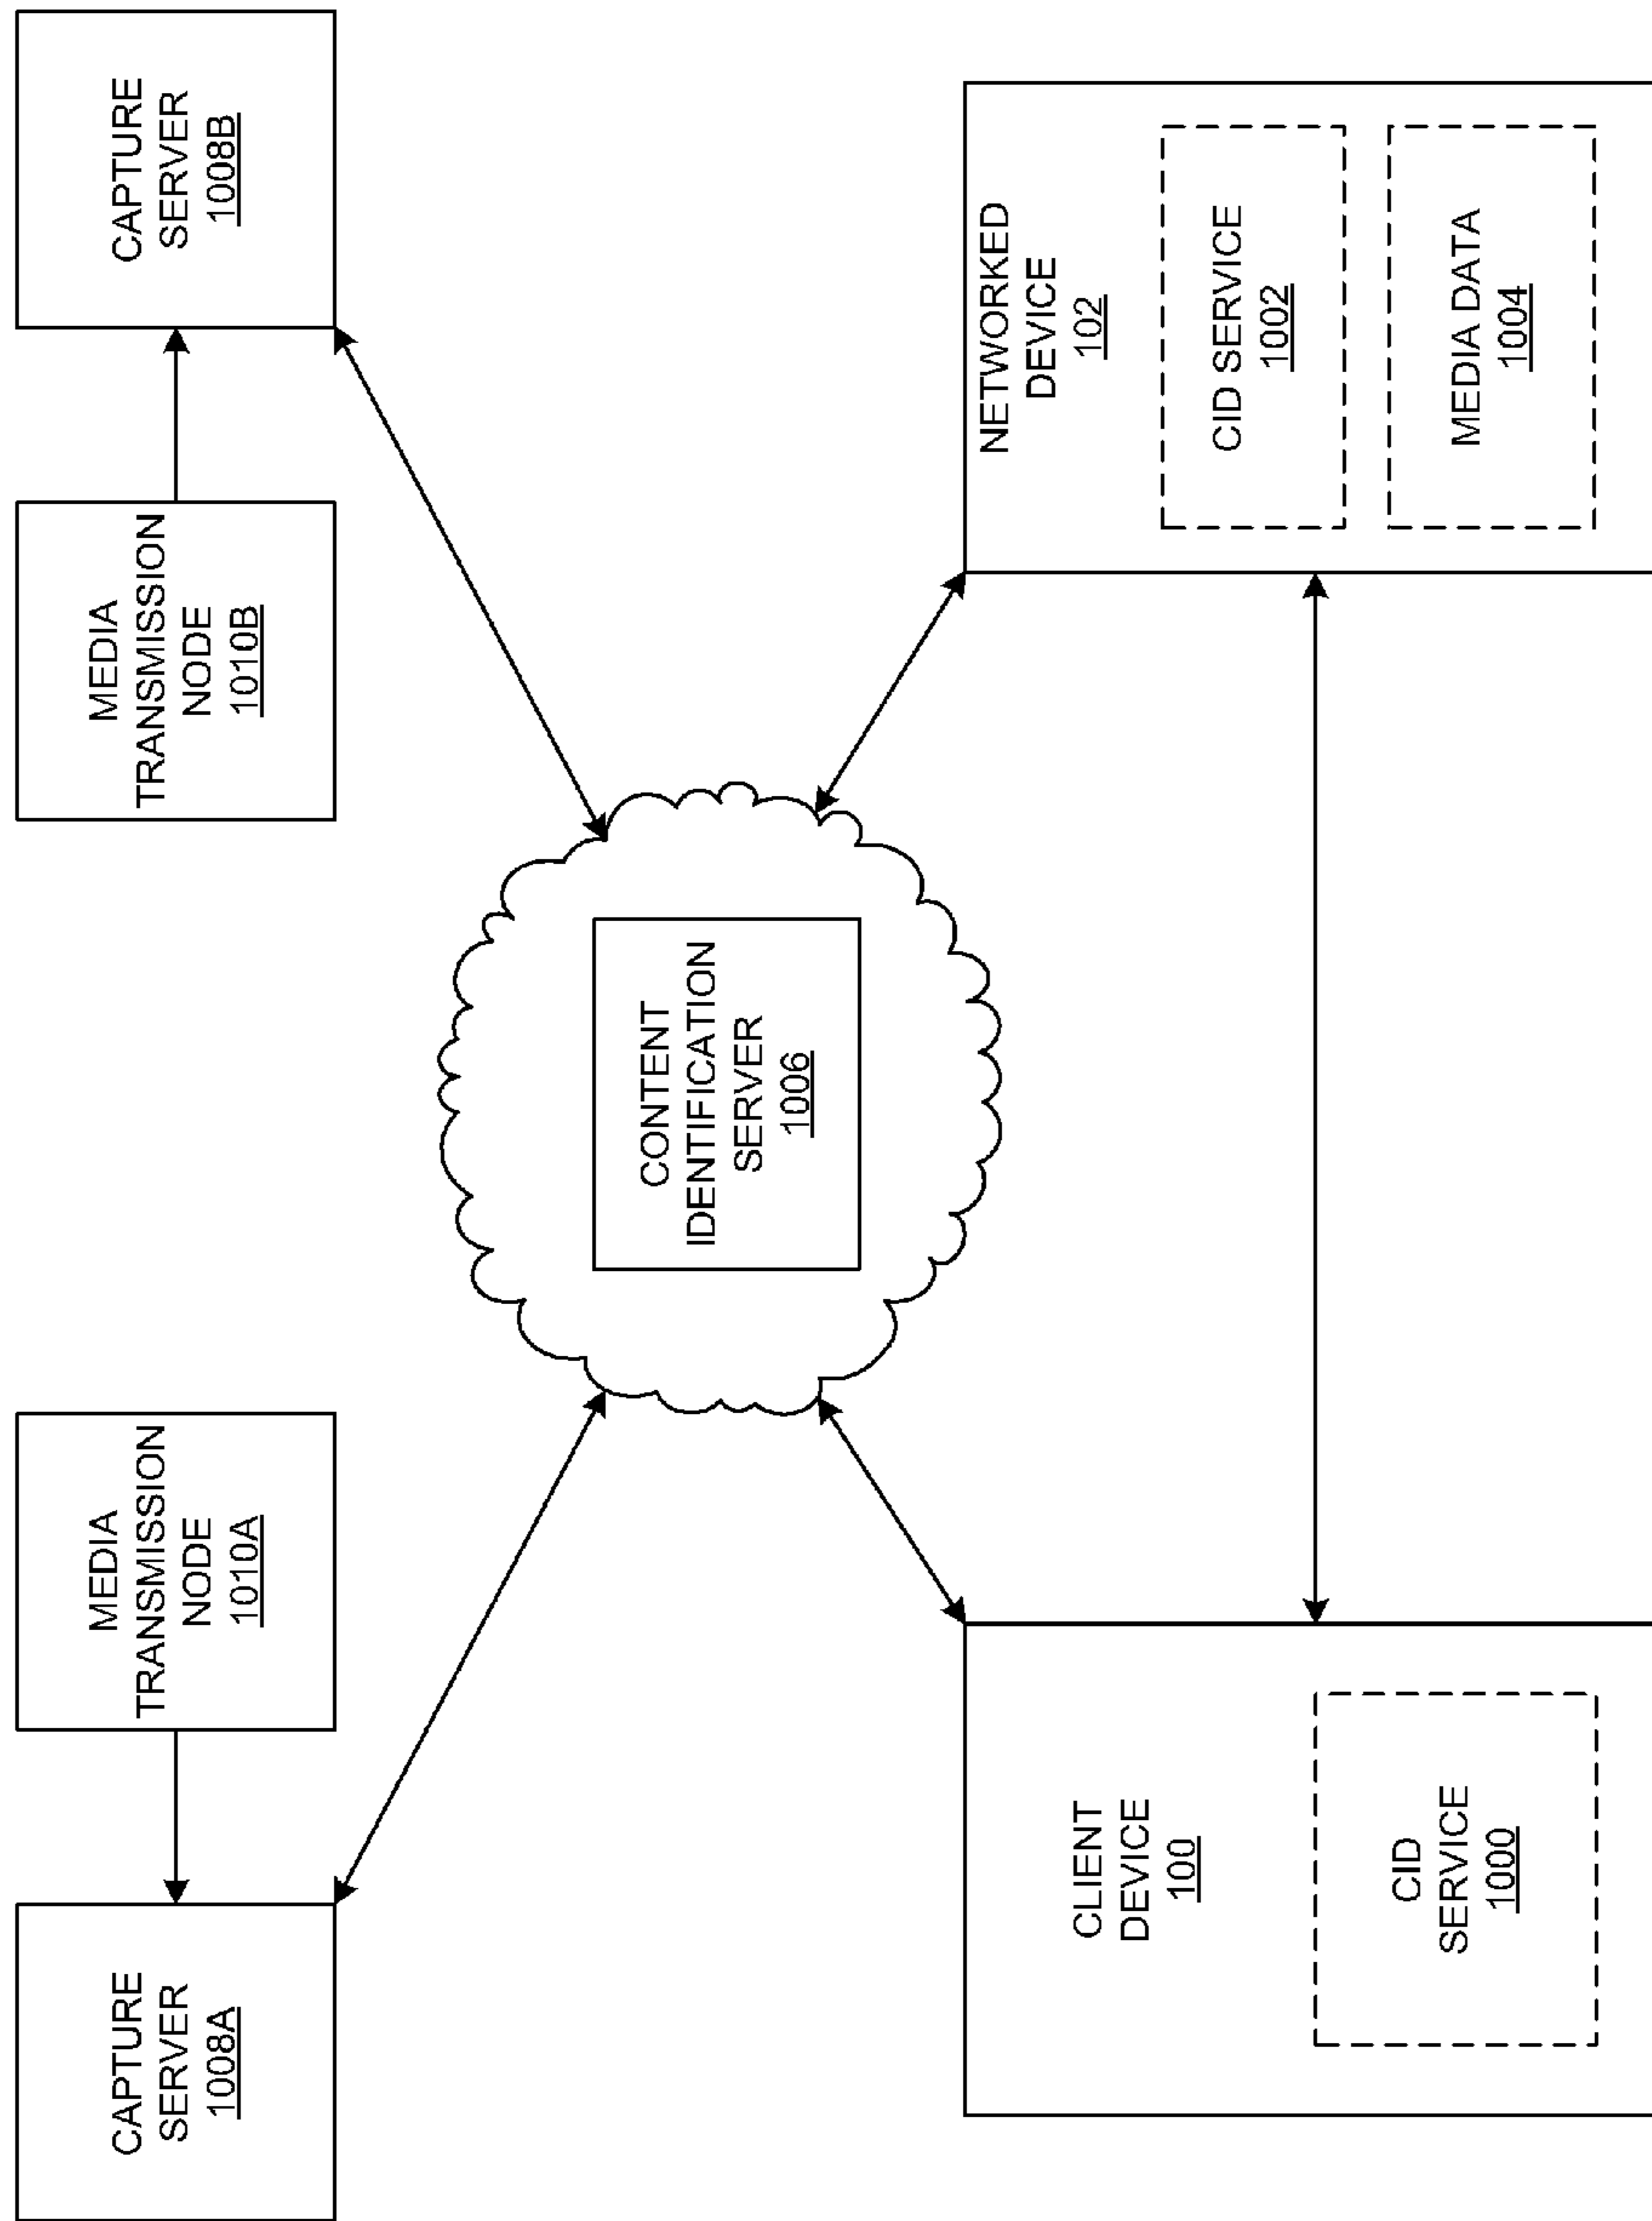 CAPTURE
SERVER
1008A
MEDIA
TRANSMISSION
NODE
1010A
MEDIA
TRANSMISSION
NODE
1010B
CAPTURE
SERVER
1008B
CONTENT
IDENTIFICATION
SERVER
1006
CLIENT
DEVICE
100
CID
SERVICE
1000
NETWORKED
DEVICE
102
CID SERVICE
1002
MEDIA DATA
1004